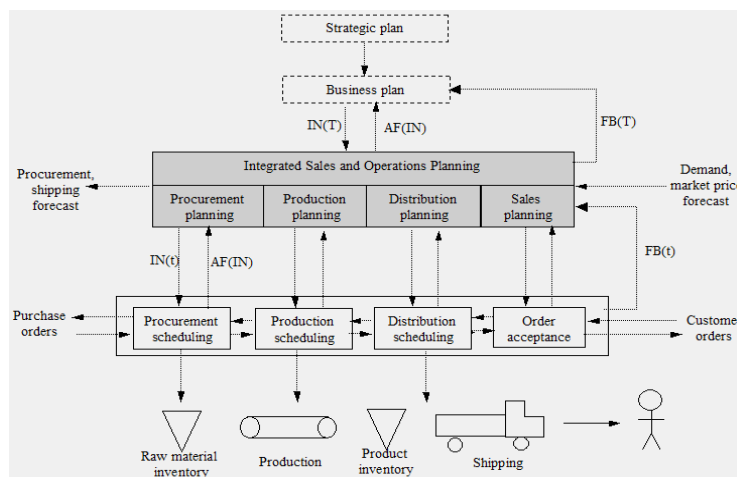 Strategic plan
Business plan
IN(T)
AF(IN)
FB(T)
Integrated Sales and Operations Planning
Procurement,
shipping
forecast
Demand,
market price
forecast
Procurement
planning
Production
planning
Distribution
planning
Sales
planning
IN(t)
AF(IN)
FB(t)
Purchase
orders
Procurement
scheduling
Production
scheduling
Distribution
scheduling
Order
acceptance
Custome
orders
Raw material
inventory
Production
Product
inventory
Shipping